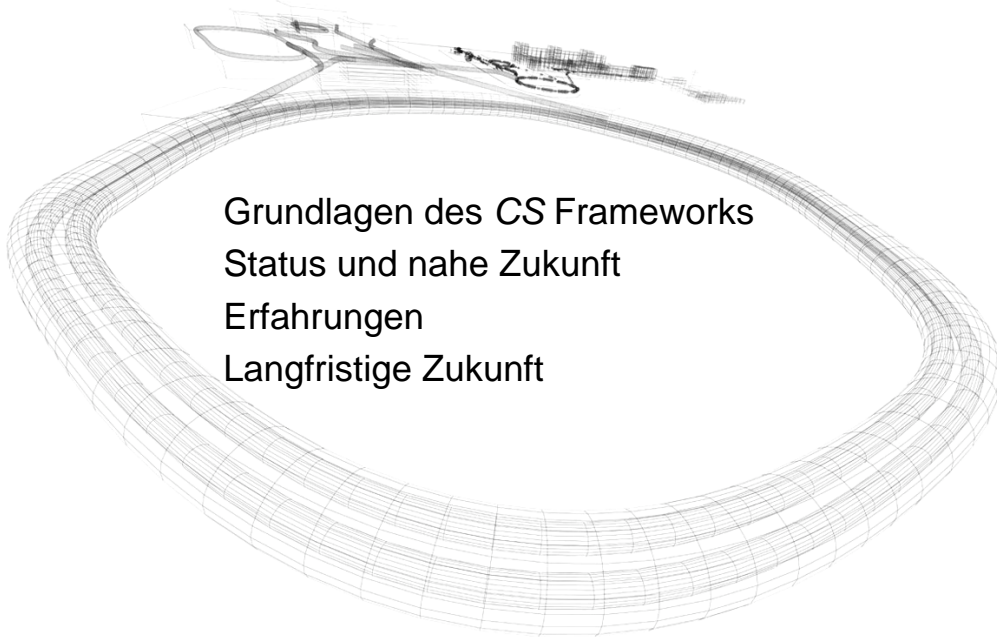 Grundlagen des CS Frameworks
Status und nahe Zukunft
Erfahrungen
Langfristige Zukunft